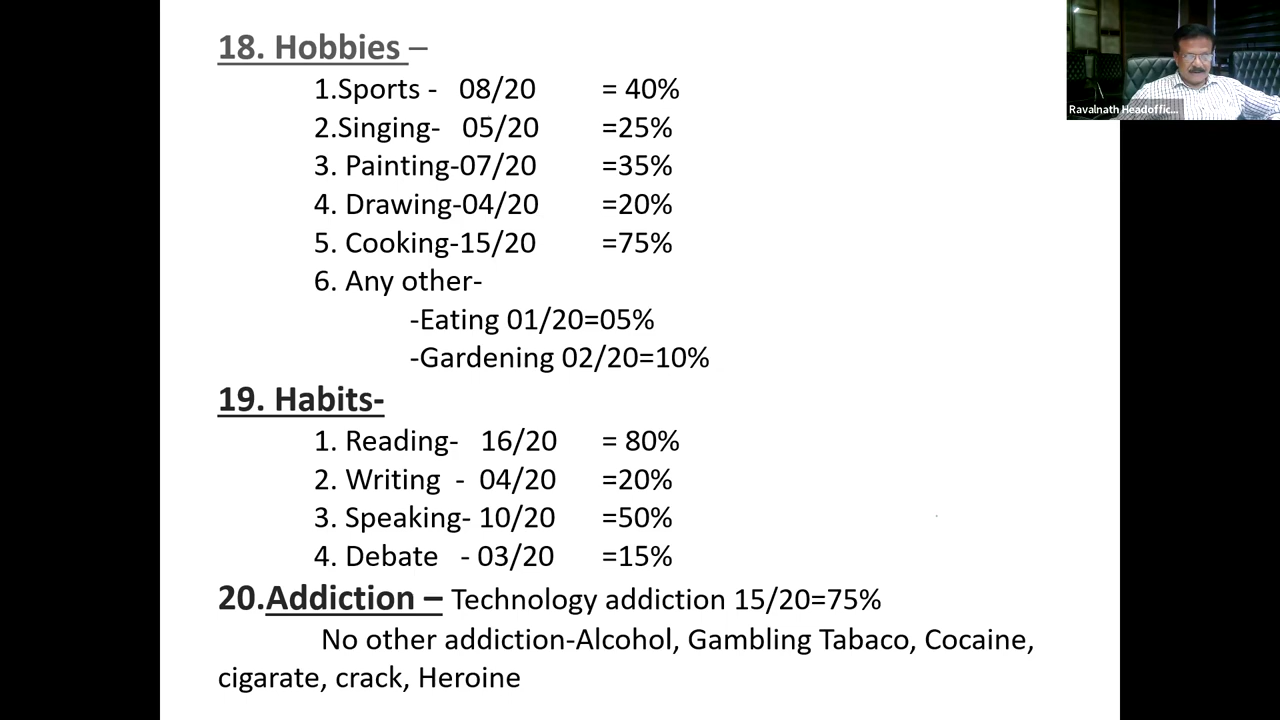 18. Hobbies –
1.Sports - 08/20 = 40%
2.Singing- 05/20 =25%
3. Painting-07/20 =35%
4. Drawing-04/20 =20%
5. Cooking-15/20 =75%
6. Any other-
-Eating 01/20=05%
-Gardening 02/20=10%
19. Habits-
1. Reading- 16/20 = 80%
2. Writing - 04/20 =20%
3. Speaking- 10/20 =50%
4. Debate - 03/20 =15%
20.Addiction – Technology addiction 15/20=75%
No other addiction-Alcohol, Gambling Tabaco, Cocaine,
cigarate, crack, Heroine
Ravalnath Headoffic...